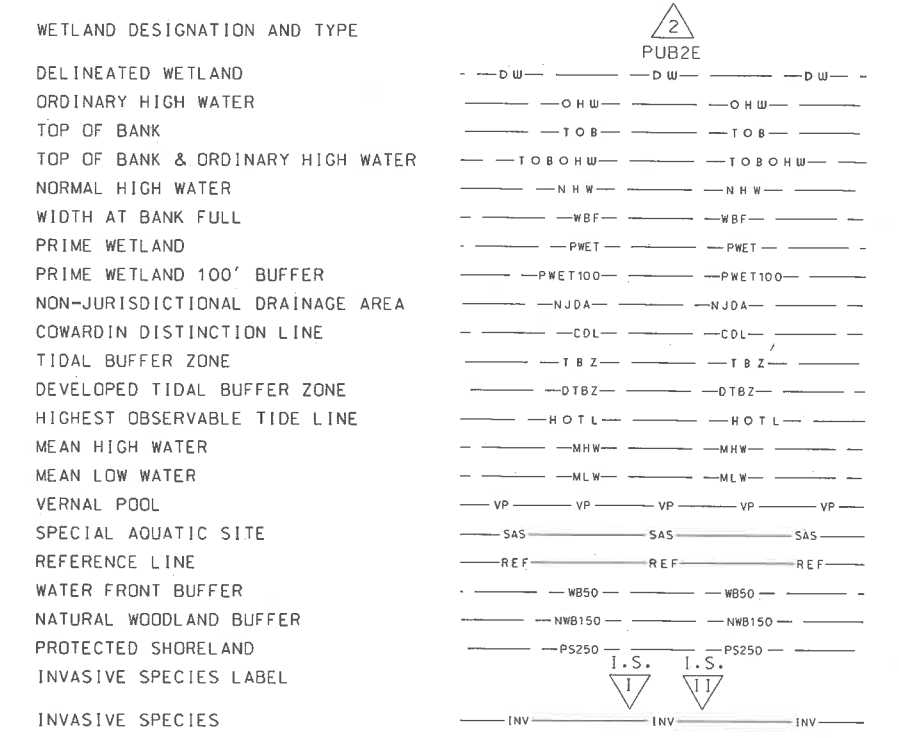 WETLAND DESIGNATION AND TYPE 2
PUB2E
DELINEATED WETLAND DW DW DW
ORDINARY HIGH WATER OHW OHW
TOP OF BANK TOB TOB
TOP OF BANK & ORDINARY HIGH WATER TOBOHW TOBOHW
NORMAL HIGH WATER NHW NHW
WIDTH AT BANK FULL WBF WBF
PRIME WETLAND PWET PWET
PRIME WETLAND 100' BUFFER PWET100 PWET100
NON-JURISDICTIONAL DRAINAGE AREA NJDA NJDA
COWARDIN DISTINCTION LINE CDL CDL
TIDAL BUFFER ZONE TBZ TBZ
DEVELOPED TIDAL BUFFER ZONE DTBZ DTBZ
HIGHEST OBSERVABLE TIDE LINE HOTL HOTL
MEAN HIGH WATER MHW MHW
MEAN LOW WATER MLW MLW
VERNAL POOL VP VP VP VP VP
SPECIAL AQUATIC SITE SAS SAS SAS
REFERENCE LINE REF REF REF
WATER FRONT BUFFER WB50 WB50
NATURAL WOODLAND BUFFER NWB150 NWB150
PROTECTED SHORELAND PS250 PS250
I.S. I.S.
INVASIVE SPECIES LABEL I II
INVASIVE SPECIES INV INV INV